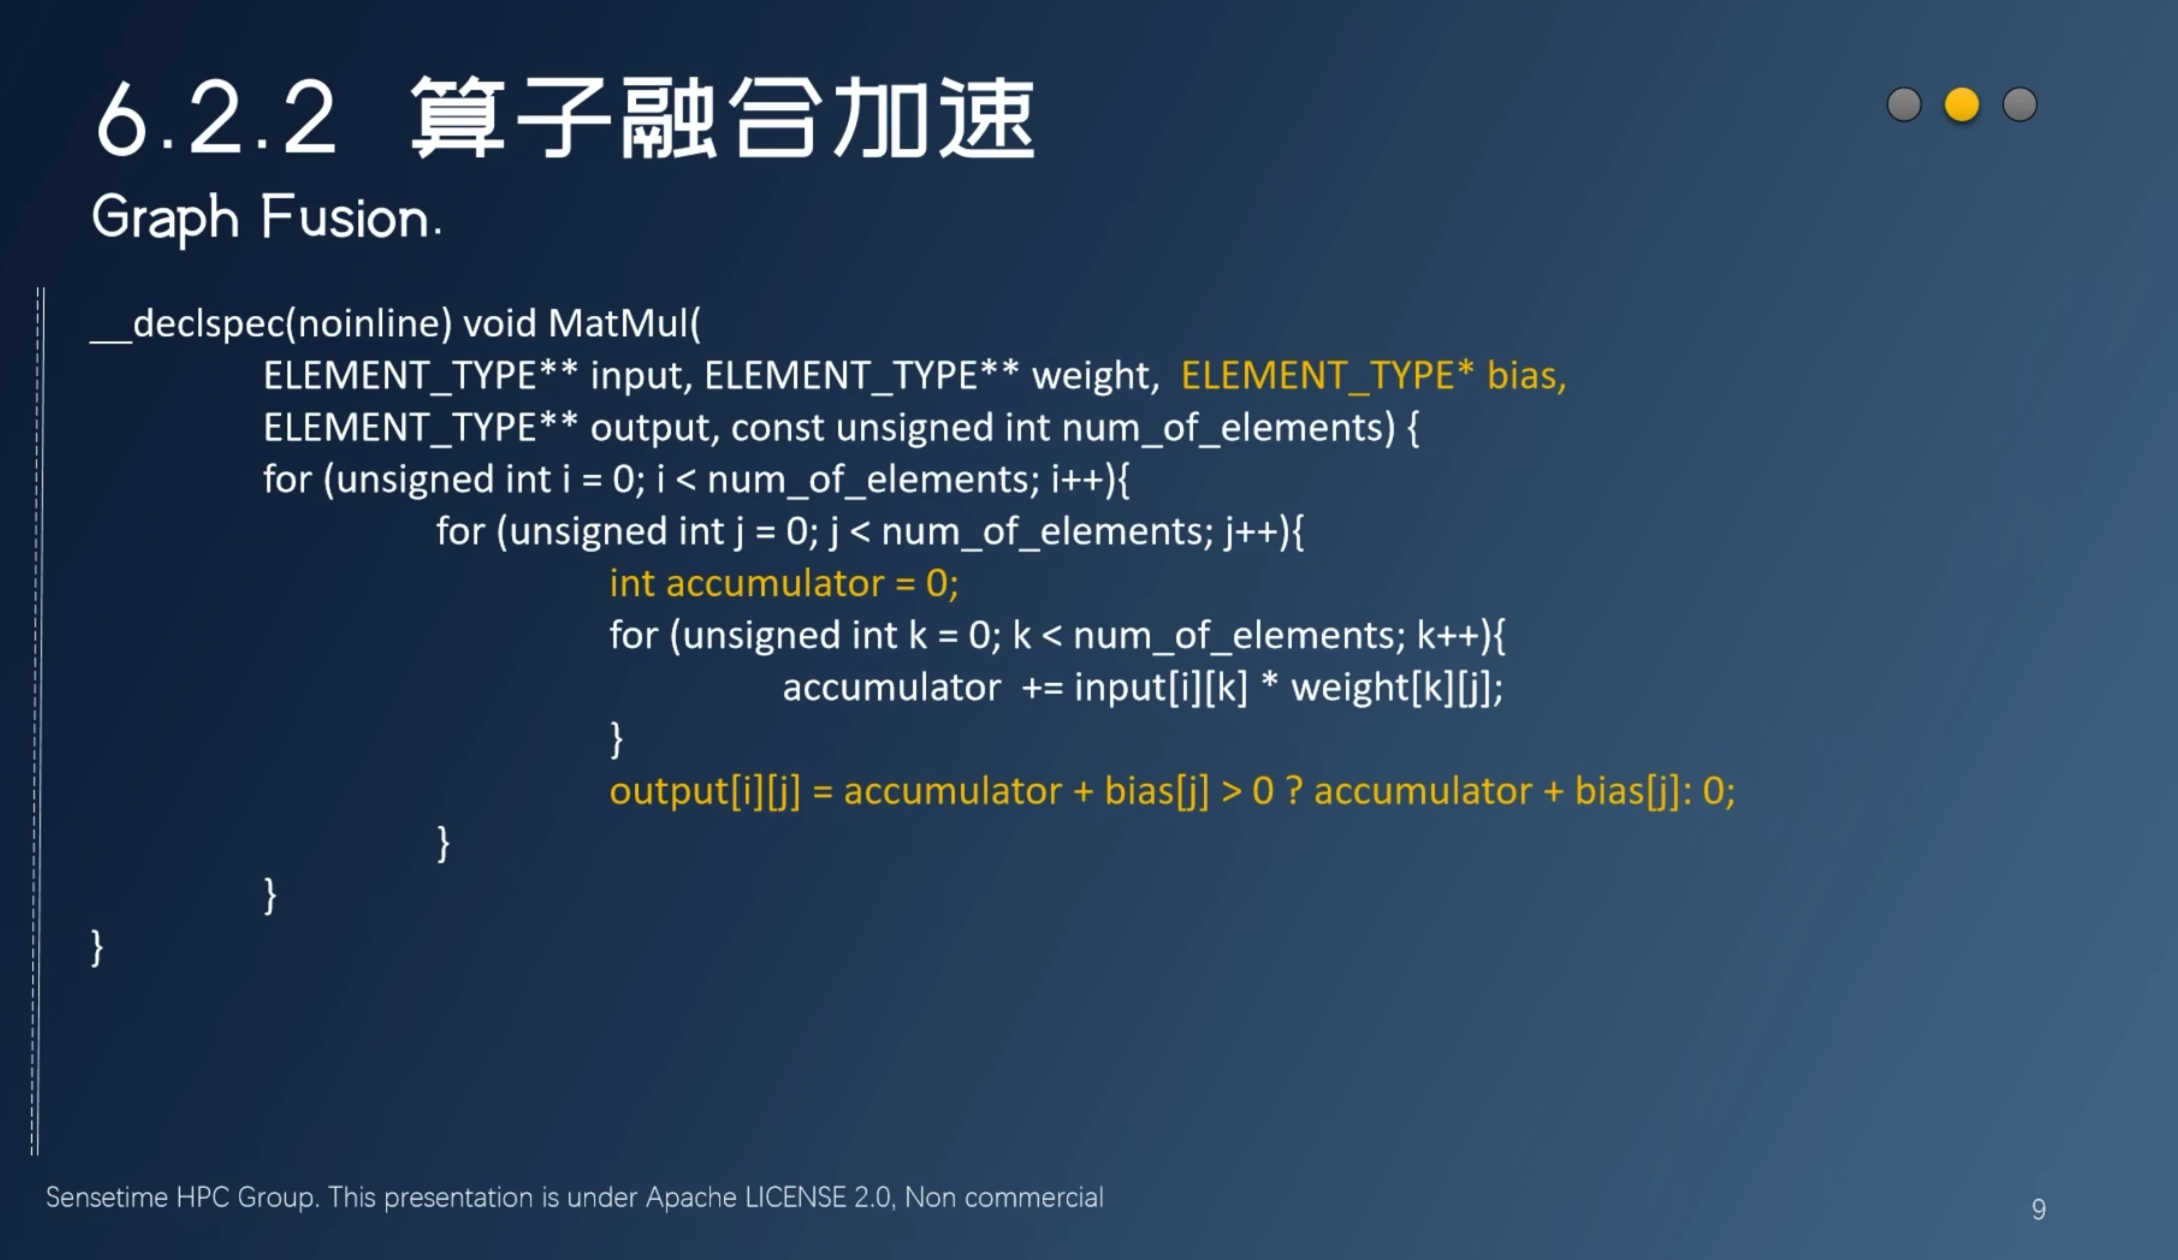 6.2.2 算子融合加速
Graph Fusion.
__declspec(noinline) void MatMul(
ELEMENT_TYPE** input, ELEMENT_TYPE** weight, ELEMENT_TYPE* bias,
ELEMENT_TYPE** output, const unsigned int num_of_elements) {
for (unsigned int i = 0; i < num_of_elements; i++){
for (unsigned int j = 0; j < num_of_elements; j++){
int accumulator = 0;
for (unsigned int k = 0; k < num_of_elements; k++){
accumulator += input[i][k] * weight[k][j];
}
output[i][j] = accumulator + bias[j] > 0 ? accumulator + bias[j]: 0;
}
}
}
Sensetime HPC Group. This presentation is under Apache LICENSE 2.0, Non commercial
9